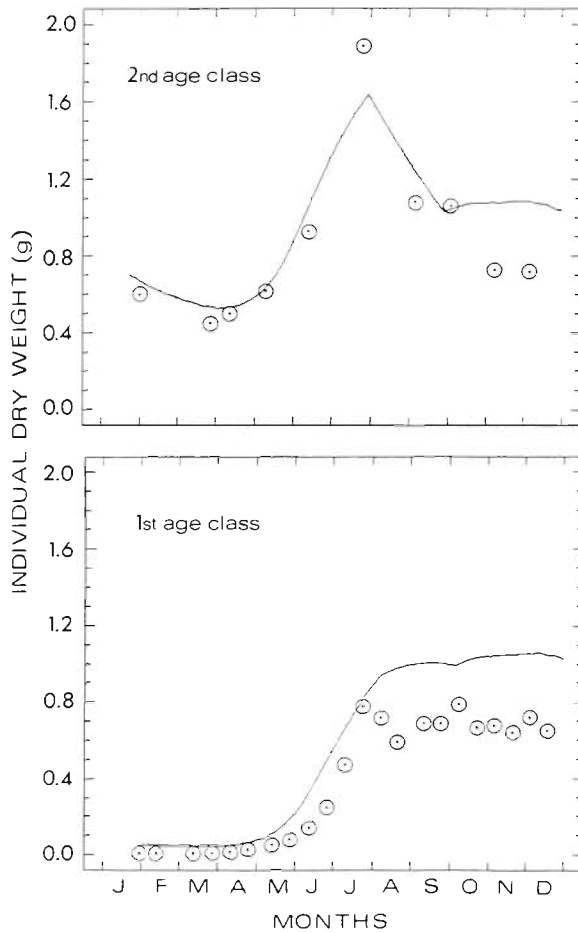 2.0
2nd age class
1.6
1.2
0.8
0.4
0.0
INDIVIDUAL DRY WEIGHT (g)
2.0
1st age class
1.6
1.2
0.8
0.4
0.0
J F M A M J J A S O N D
MONTHS